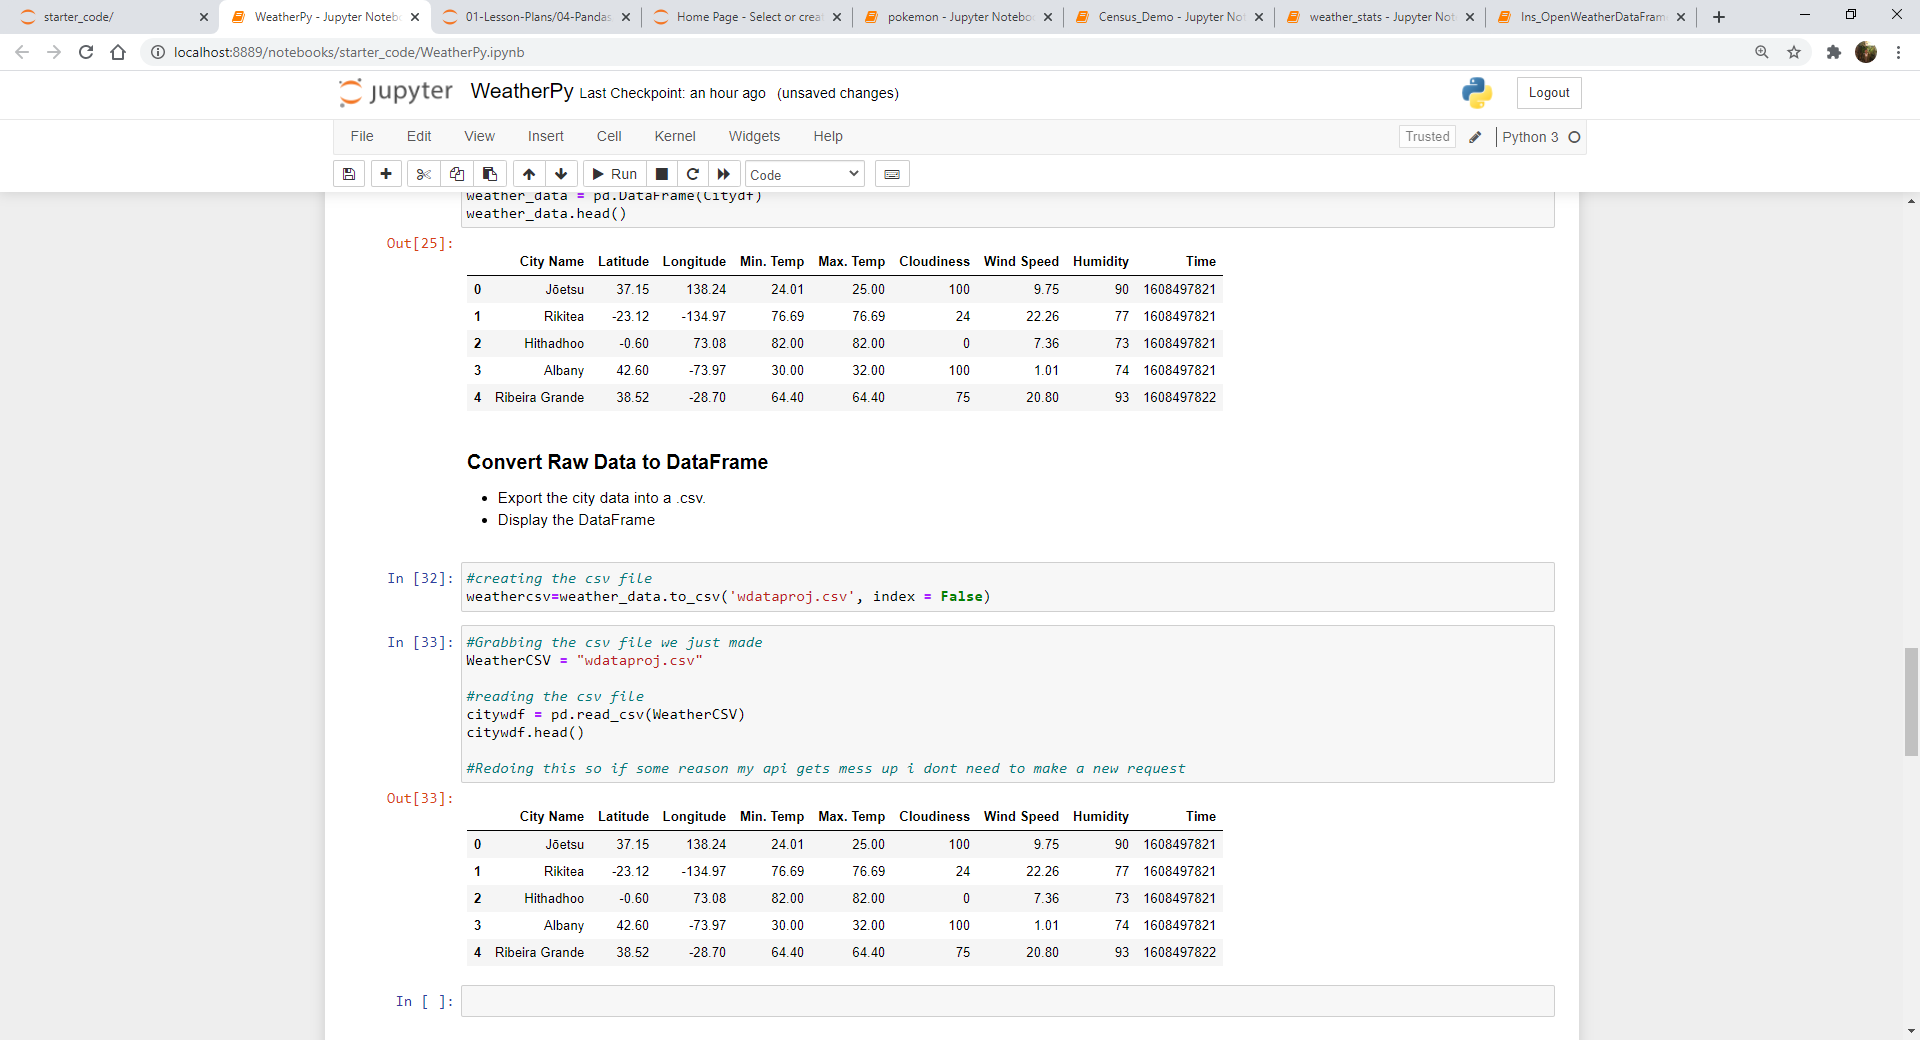 starter_code/
WeatherPy - Jupyter Notebo
01-Lesson-Plans/04-Pandas
Home Page - Select or creat
pokemon - Jupyter Notebo
Census_Demo - Jupyter Not
weather_stats - Jupyter Not
Ins_OpenWeatherDataFram
localhost:8889/notebooks/starter_code/WeatherPy.ipynb
jupyter WeatherPy Last Checkpoint: an hour ago (unsaved changes)
Logout
File Edit View Insert Cell Kernel Widgets Help
Trusted Python 3
Run Code
weather_data = pd.DataFrame(Citydf)
weather_data.head()
Out[25]:
City Name Latitude Longitude Min. Temp Max. Temp Cloudiness Wind Speed Humidity Time
0 Jōetsu 37.15 138.24 24.01 25.00 100 9.75 90 1608497821
1 Rikitea -23.12 -134.97 76.69 76.69 24 22.26 77 1608497821
2 Hithadhoo -0.60 73.08 82.00 82.00 0 7.36 73 1608497821
3 Albany 42.60 -73.97 30.00 32.00 100 1.01 74 1608497821
4 Ribeira Grande 38.52 -28.70 64.40 64.40 75 20.80 93 1608497822
Convert Raw Data to DataFrame
• Export the city data into a .csv.
• Display the DataFrame
In [32]: #creating the csv file
weathercsv=weather_data.to_csv('wdataproj.csv', index = False)
In [33]: #Grabbing the csv file we just made
WeatherCSV = "wdataproj.csv"
#reading the csv file
citywdf = pd.read_csv(WeatherCSV)
citywdf.head()
#Redoing this so if some reason my api gets mess up i dont need to make a new request
Out[33]:
City Name Latitude Longitude Min. Temp Max. Temp Cloudiness Wind Speed Humidity Time
0 Jōetsu 37.15 138.24 24.01 25.00 100 9.75 90 1608497821
1 Rikitea -23.12 -134.97 76.69 76.69 24 22.26 77 1608497821
2 Hithadhoo -0.60 73.08 82.00 82.00 0 7.36 73 1608497821
3 Albany 42.60 -73.97 30.00 32.00 100 1.01 74 1608497821
4 Ribeira Grande 38.52 -28.70 64.40 64.40 75 20.80 93 1608497822
In [ ]: